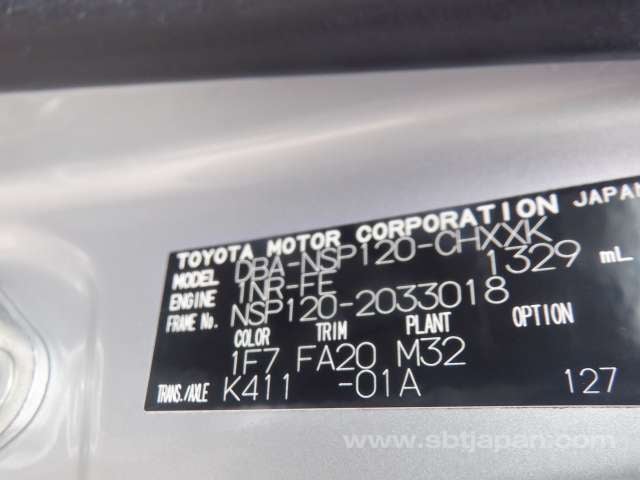 TOYOTA MOTOR CORPORATION JAPAN
MODEL DBA-NSP120-CHXXK
ENGINE 1NR-FE 1329 mL
FRAME No. NSP120-2033018
COLOR TRIM PLANT OPTION
1F7 FA20 M32
TRANS./AXLE K411 -01A 127
www.sbtjapan.com